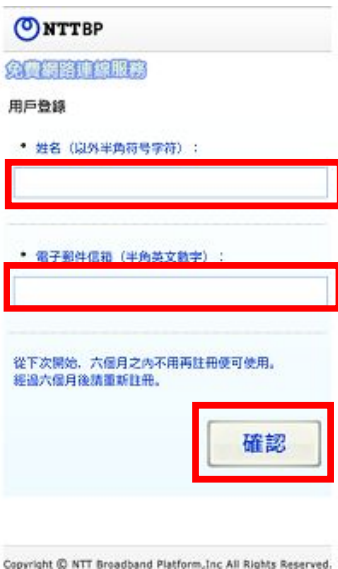 NTTBP
免費網路連線服務
用戶登錄
• 姓名（以外半角符号字符）：
• 電子郵件信箱（半角英文數字）：
從下次開始、六個月之內不用再註冊便可使用。
經過六個月後請重新註冊。
確認
Copyright © NTT Broadband Platform,Inc All Rights Reserved.